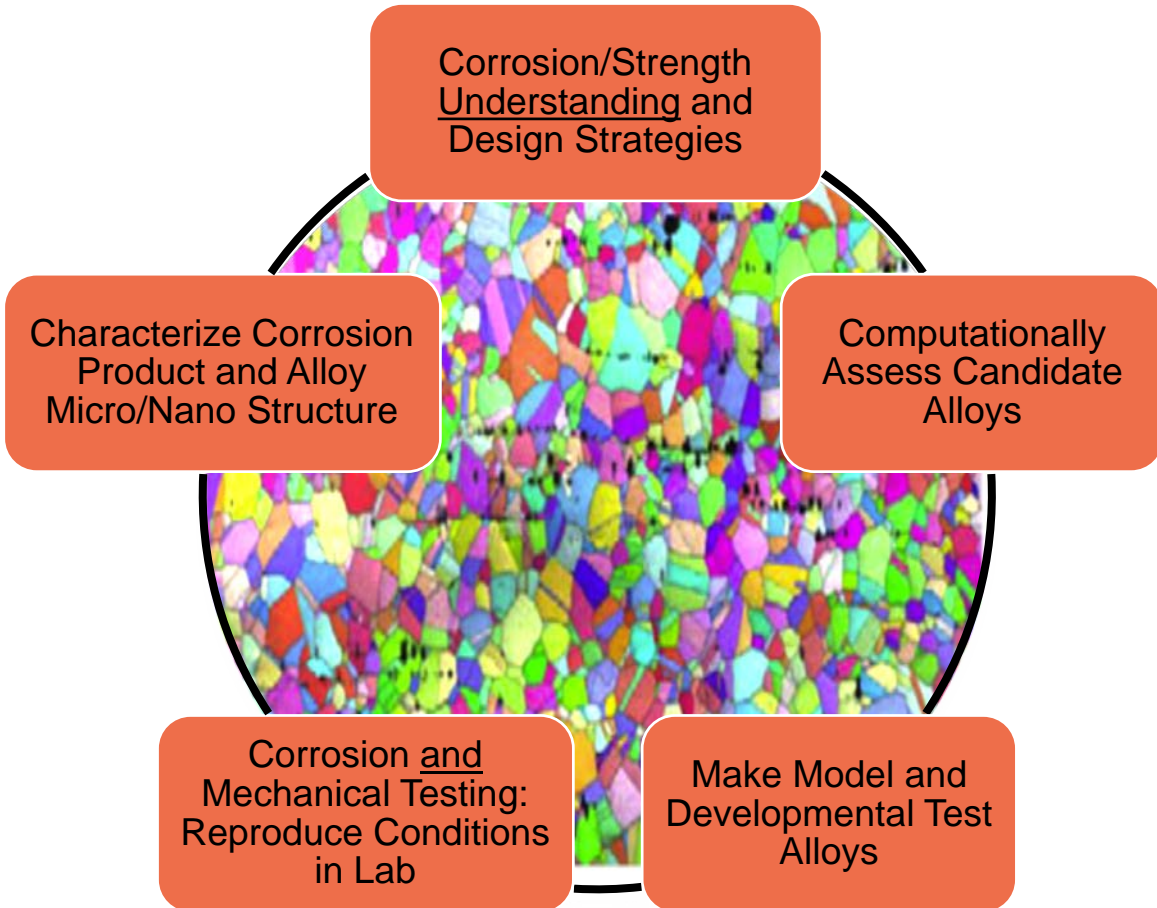 Corrosion/Strength
Understanding and
Design Strategies
Characterize Corrosion
Product and Alloy
Micro/Nano Structure
Computationally
Assess Candidate
Alloys
Corrosion and
Mechanical Testing:
Reproduce Conditions
in Lab
Make Model and
Developmental Test
Alloys